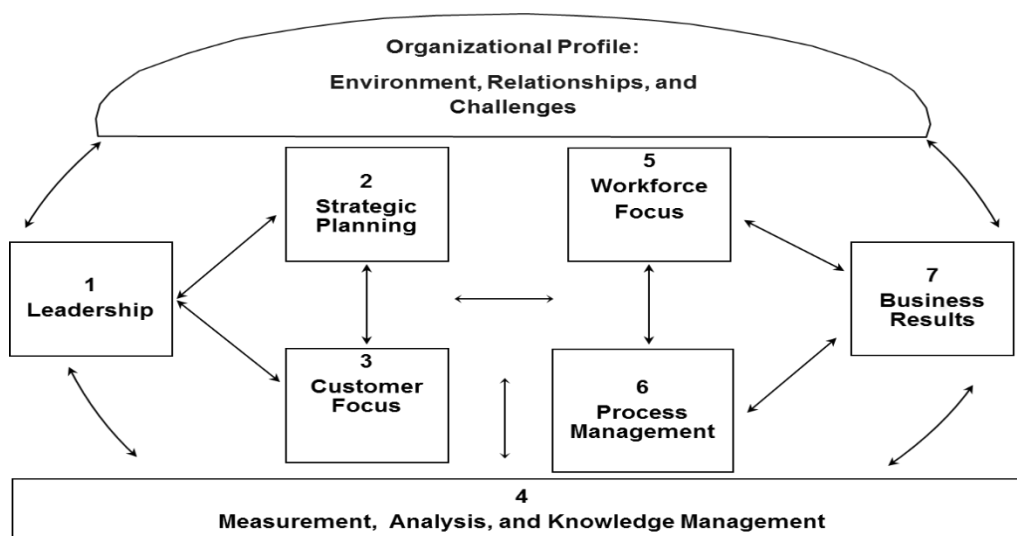 Organizational Profile:
Environment, Relationships, and
Challenges
2
Strategic
Planning
5
Workforce
Focus
1
Leadership
7
Business
Results
3
Customer
Focus
6
Process
Management
4
Measurement, Analysis, and Knowledge Management